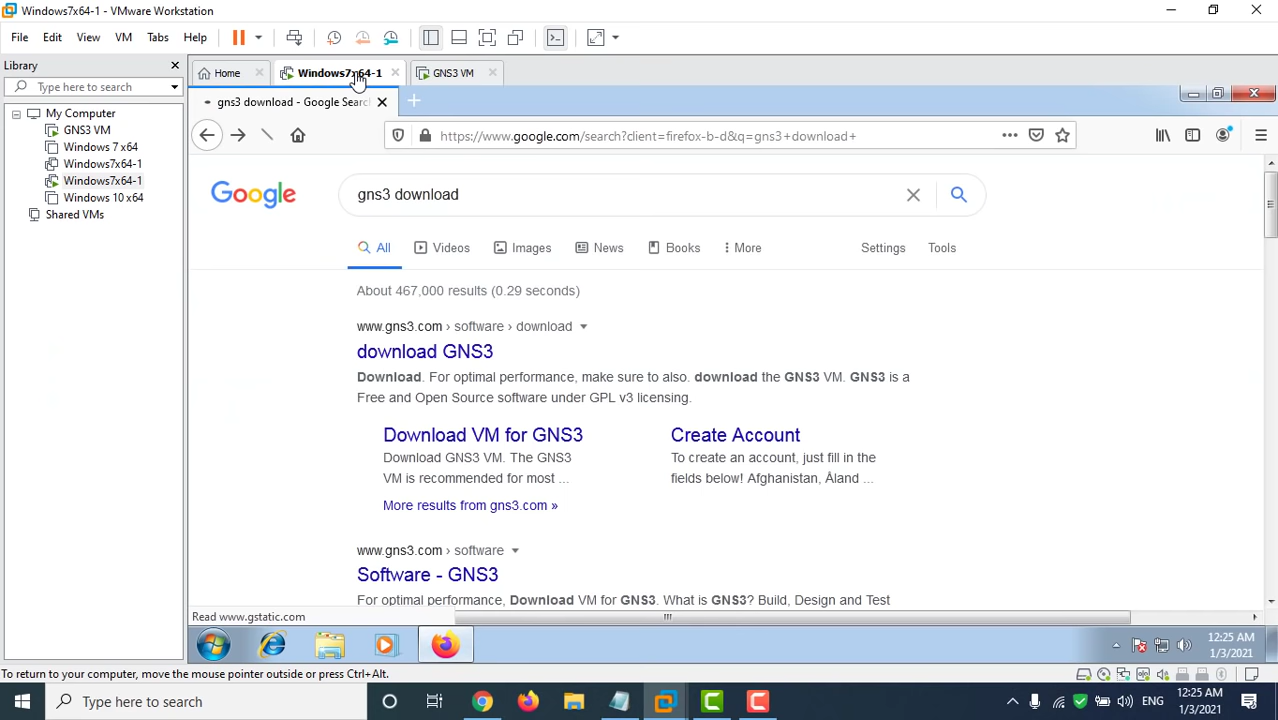 Windows7x64-1 - VMware Workstation
File Edit View VM Tabs Help
Library
Type here to search
My Computer
GNS3 VM
Windows 7 x64
Windows7x64-1
Windows7x64-1
Windows 10 x64
Shared VMs
Home
Windows7x64-1
GNS3 VM
gns3 download - Google Searc
https://www.google.com/search?client=firefox-b-d&q=gns3+download+
Google
gns3 download
All Videos Images News Books More Settings Tools
About 467,000 results (0.29 seconds)
www.gns3.com › software › download
download GNS3
Download. For optimal performance, make sure to also. download the GNS3 VM. GNS3 is a
Free and Open Source software under GPL v3 licensing.
Download VM for GNS3
Download GNS3 VM. The GNS3
VM is recommended for most ...
Create Account
To create an account, just fill in the
fields below! Afghanistan, Åland ...
More results from gns3.com »
www.gns3.com › software
Software - GNS3
For optimal performance, Download VM for GNS3. What is GNS3? Build, Design and Test
Read www.gstatic.com
12:25 AM
1/3/2021
To return to your computer, move the mouse pointer outside or press Ctrl+Alt.
Type here to search
ENG
12:25 AM
1/3/2021